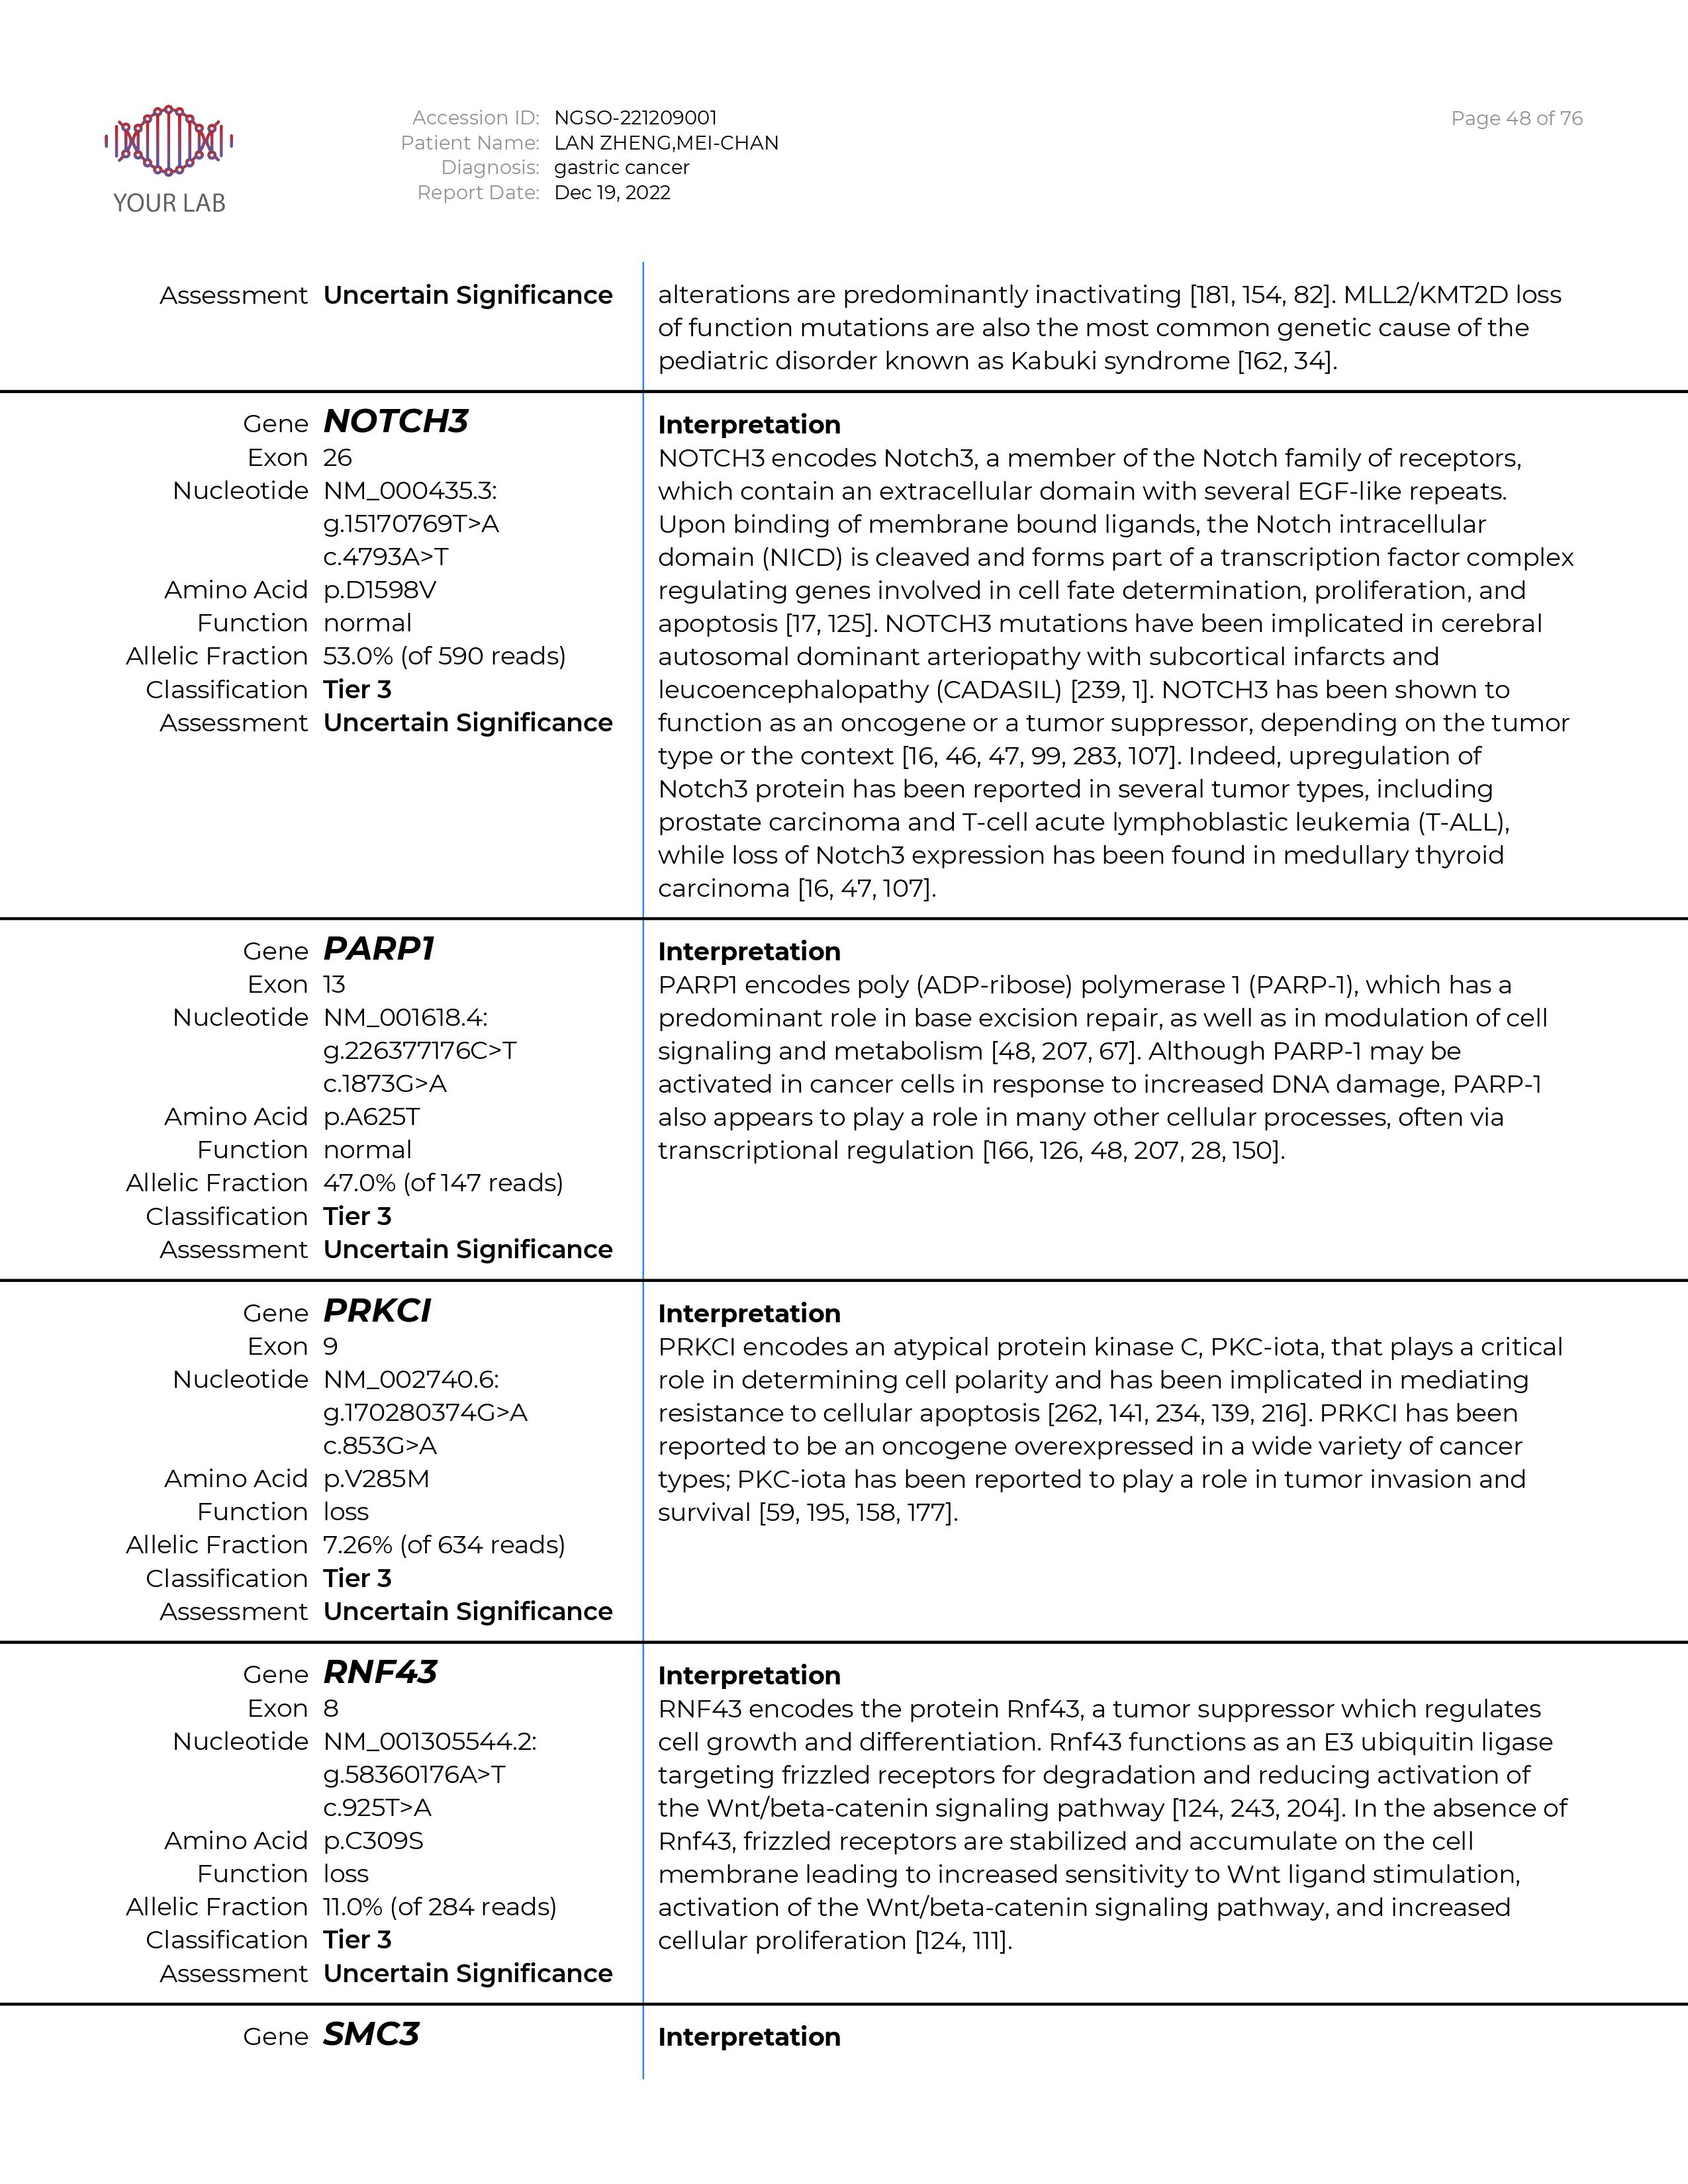 YOUR LAB
Accession ID: NGSO-221209001
Patient Name: LAN ZHENG,MEI-CHAN
Diagnosis: gastric cancer
Report Date: Dec 19, 2022
Page 48 of 76
Assessment Uncertain Significance
alterations are predominantly inactivating [181, 154, 82]. MLL2/KMT2D loss
of function mutations are also the most common genetic cause of the
pediatric disorder known as Kabuki syndrome [162, 34].
Gene NOTCH3
Exon 26
Nucleotide NM_000435.3:
g.15170769T>A
c.4793A>T
Amino Acid p.D1598V
Function normal
Allelic Fraction 53.0% (of 590 reads)
Classification Tier 3
Assessment Uncertain Significance
Interpretation
NOTCH3 encodes Notch3, a member of the Notch family of receptors,
which contain an extracellular domain with several EGF-like repeats.
Upon binding of membrane bound ligands, the Notch intracellular
domain (NICD) is cleaved and forms part of a transcription factor complex
regulating genes involved in cell fate determination, proliferation, and
apoptosis [17, 125]. NOTCH3 mutations have been implicated in cerebral
autosomal dominant arteriopathy with subcortical infarcts and
leucoencephalopathy (CADASIL) [239, 1]. NOTCH3 has been shown to
function as an oncogene or a tumor suppressor, depending on the tumor
type or the context [16, 46, 47, 99, 283, 107]. Indeed, upregulation of
Notch3 protein has been reported in several tumor types, including
prostate carcinoma and T-cell acute lymphoblastic leukemia (T-ALL),
while loss of Notch3 expression has been found in medullary thyroid
carcinoma [16, 47, 107].
Gene PARP1
Exon 13
Nucleotide NM_001618.4:
g.226377176C>T
c.1873G>A
Amino Acid p.A625T
Function normal
Allelic Fraction 47.0% (of 147 reads)
Classification Tier 3
Assessment Uncertain Significance
Interpretation
PARP1 encodes poly (ADP-ribose) polymerase 1 (PARP-1), which has a
predominant role in base excision repair, as well as in modulation of cell
signaling and metabolism [48, 207, 67]. Although PARP-1 may be
activated in cancer cells in response to increased DNA damage, PARP-1
also appears to play a role in many other cellular processes, often via
transcriptional regulation [166, 126, 48, 207, 28, 150].
Gene PRKCI
Exon 9
Nucleotide NM_002740.6:
g.170280374G>A
c.853G>A
Amino Acid p.V285M
Function loss
Allelic Fraction 7.26% (of 634 reads)
Classification Tier 3
Assessment Uncertain Significance
Interpretation
PRKCI encodes an atypical protein kinase C, PKC-iota, that plays a critical
role in determining cell polarity and has been implicated in mediating
resistance to cellular apoptosis [262, 141, 234, 139, 216]. PRKCI has been
reported to be an oncogene overexpressed in a wide variety of cancer
types; PKC-iota has been reported to play a role in tumor invasion and
survival [59, 195, 158, 177].
Gene RNF43
Exon 8
Nucleotide NM_001305544.2:
g.58360176A>T
c.925T>A
Amino Acid p.C309S
Function loss
Allelic Fraction 11.0% (of 284 reads)
Classification Tier 3
Assessment Uncertain Significance
Interpretation
RNF43 encodes the protein Rnf43, a tumor suppressor which regulates
cell growth and differentiation. Rnf43 functions as an E3 ubiquitin ligase
targeting frizzled receptors for degradation and reducing activation of
the Wnt/beta-catenin signaling pathway [124, 243, 204]. In the absence of
Rnf43, frizzled receptors are stabilized and accumulate on the cell
membrane leading to increased sensitivity to Wnt ligand stimulation,
activation of the Wnt/beta-catenin signaling pathway, and increased
cellular proliferation [124, 111].
Gene SMC3
Interpretation